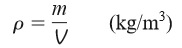 ρ = m/V (kg/m³)